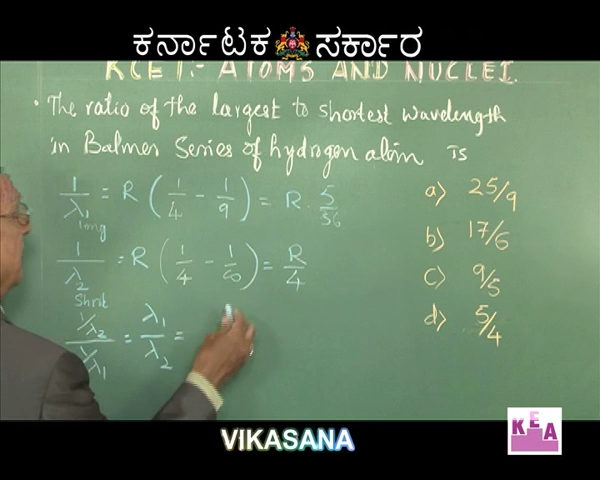 ಕರ್ನಾಟಕ ಸರ್ಕಾರ
KCET:- ATOMS AND NUCLEI.
• The ratio of the largest to shortest wavelength
in Balmer Series of hydrogen atom is
1/λ₁ = R (1/4 - 1/9) = R. 5/36
long
1/λ₂ = R (1/4 - 1/∞) = R/4
Short
(1/λ₂)/(1/λ₁) = λ₁/λ₂ =
a) 25/9
b) 17/6
c) 9/5
d) 5/4
KEA
VIKASANA